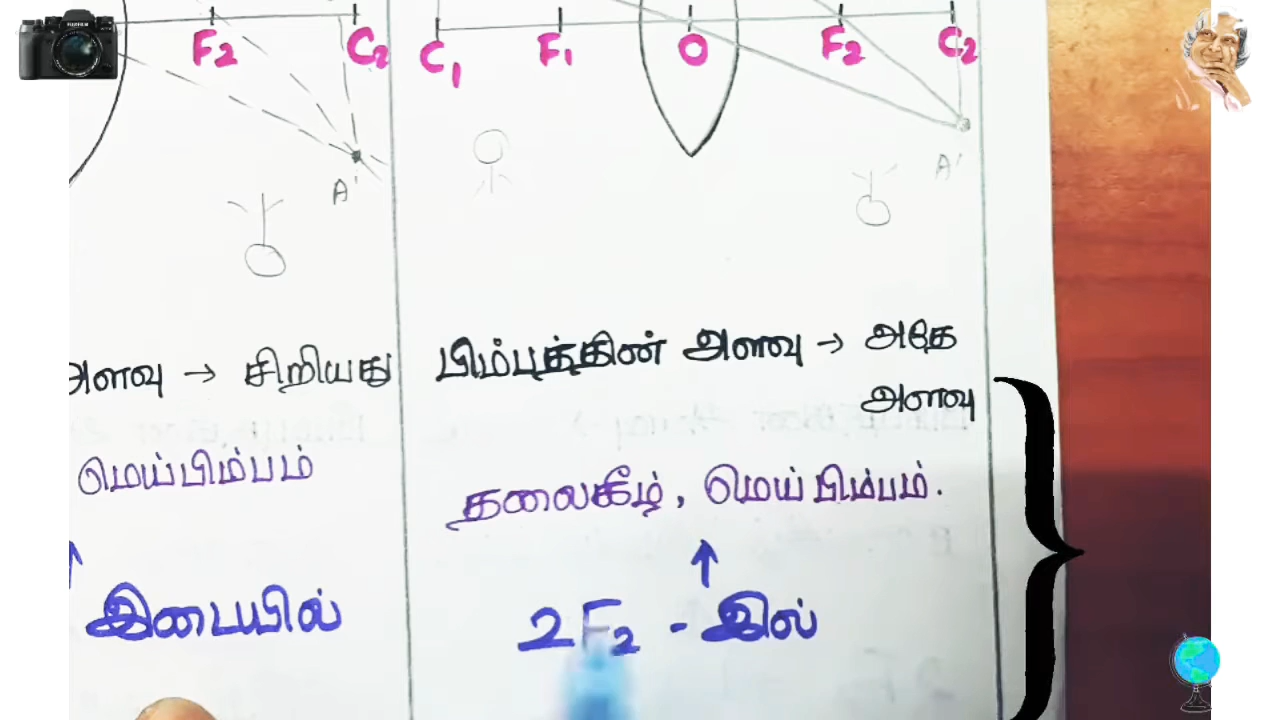 F2 C2
A'
அளவு → சிறியது
மெய்பிம்பம்
இடையில்
C1 F1 O F2 C2
A'
பிம்பத்தின் அளவு → அதே
அளவு
தலைகீழ், மெய்பிம்பம்.
2F2 - இல்